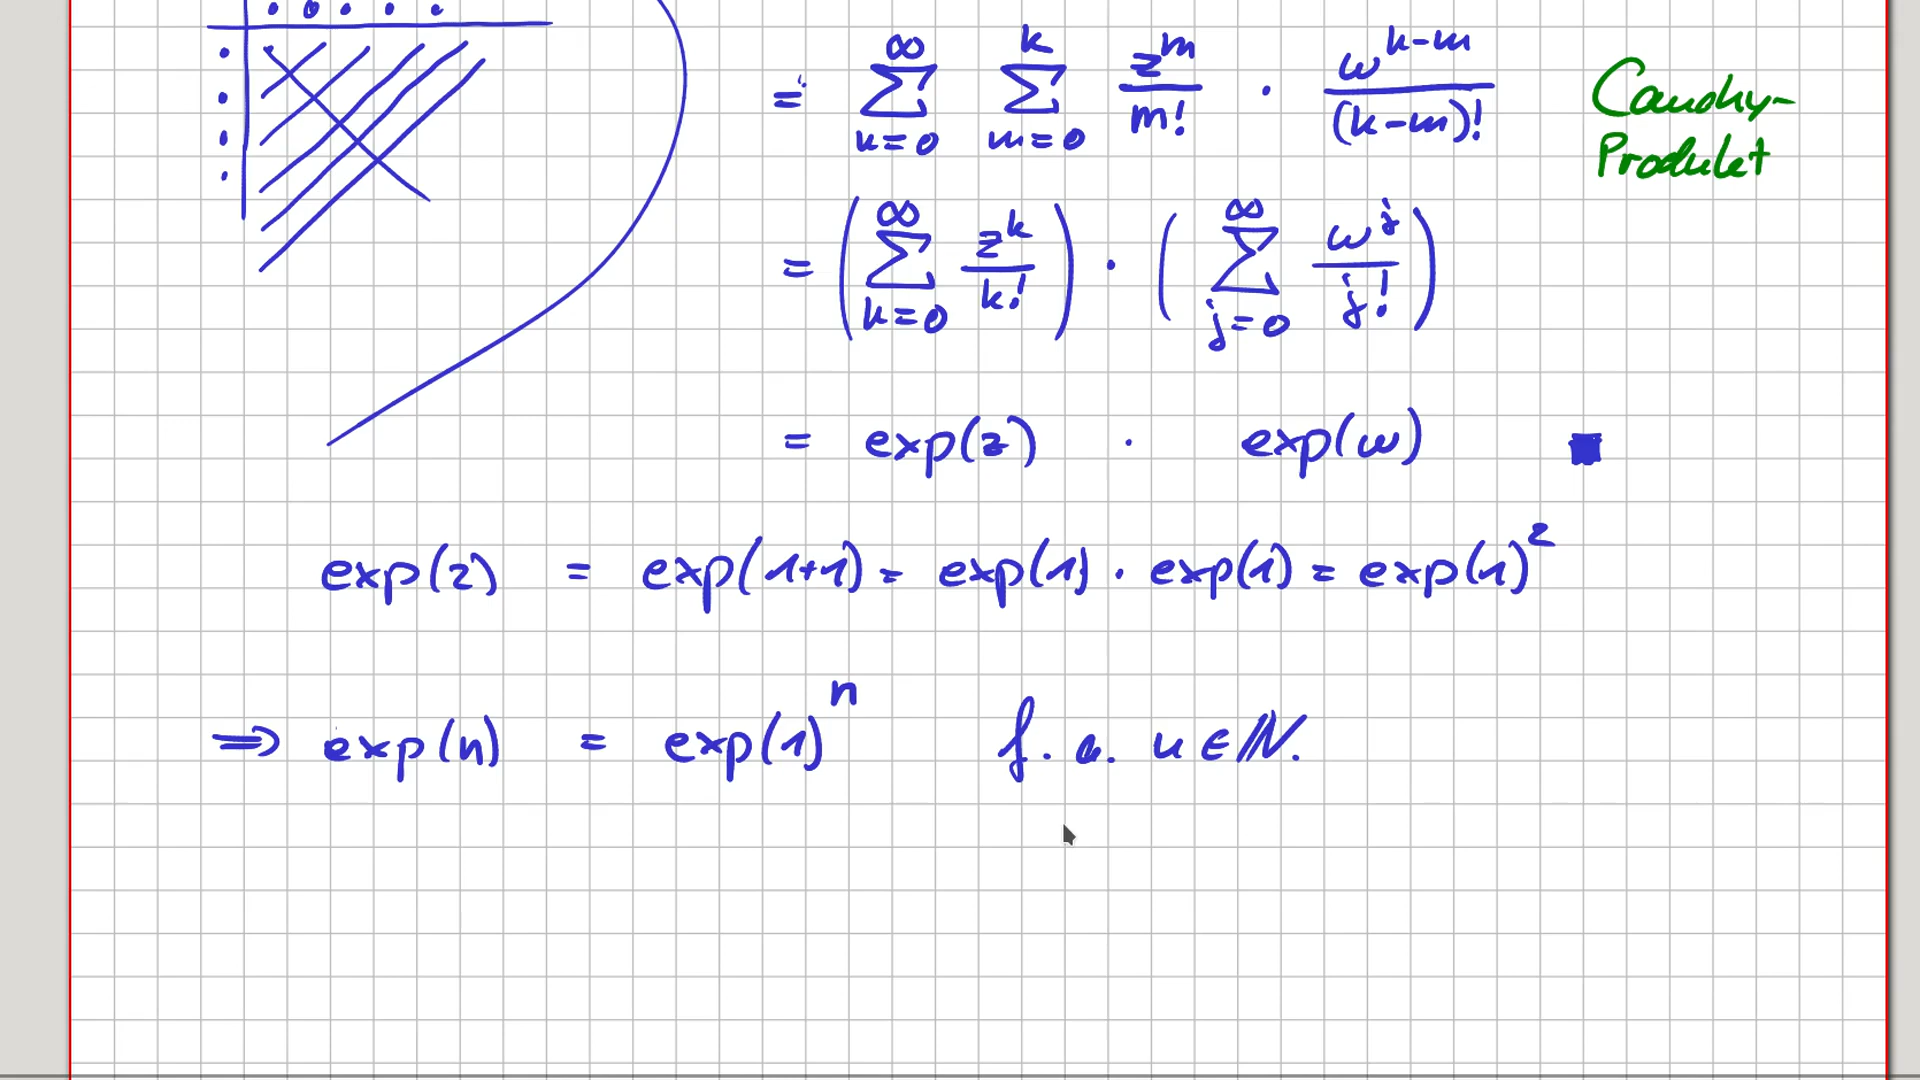 = ∑_{k=0}^{∞} ∑_{m=0}^{k} z^m/m! · w^{k-m}/(k-m)!
Cauchy-
Produkt
= (∑_{k=0}^{∞} z^k/k!) · (∑_{j=0}^{∞} w^j/j!)
= exp(z) · exp(w) ■
exp(2) = exp(1+1) = exp(1) · exp(1) = exp(1)^2
⇒ exp(n) = exp(1)^n f. a. n ∈ ℕ.